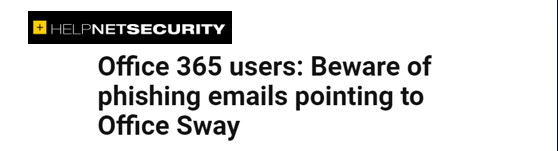 HELPNETSECURITY
Office 365 users: Beware of
phishing emails pointing to
Office Sway